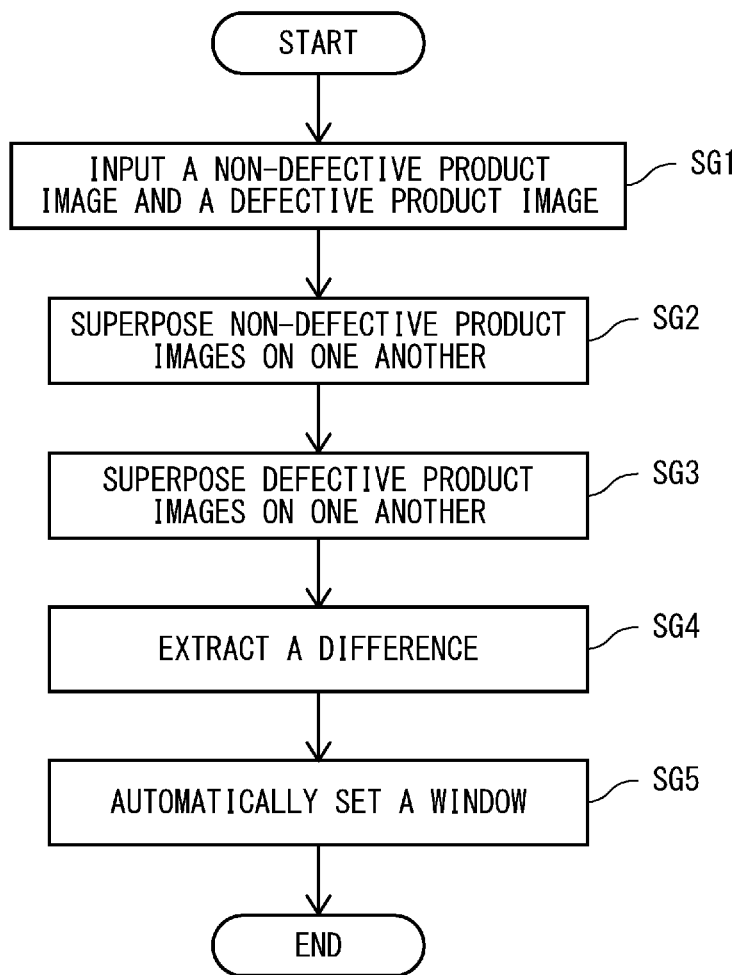 START
INPUT A NON-DEFECTIVE PRODUCT
IMAGE AND A DEFECTIVE PRODUCT IMAGE
SG1
SUPERPOSE NON-DEFECTIVE PRODUCT
IMAGES ON ONE ANOTHER
SG2
SUPERPOSE DEFECTIVE PRODUCT
IMAGES ON ONE ANOTHER
SG3
EXTRACT A DIFFERENCE
SG4
AUTOMATICALLY SET A WINDOW
SG5
END